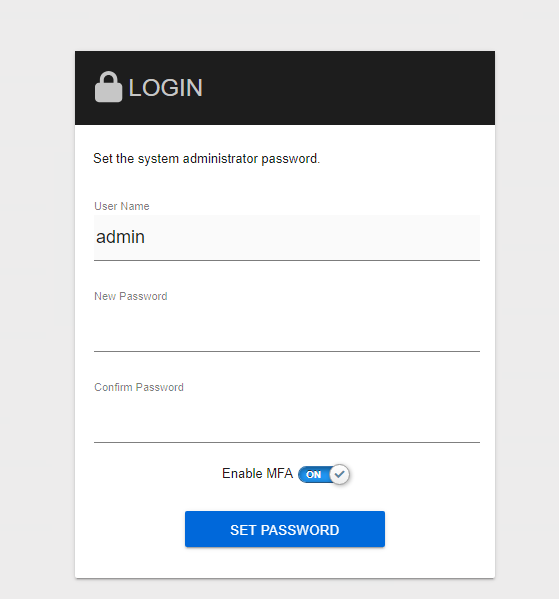 LOGIN
Set the system administrator password.
User Name
admin
New Password
Confirm Password
Enable MFA ON
SET PASSWORD